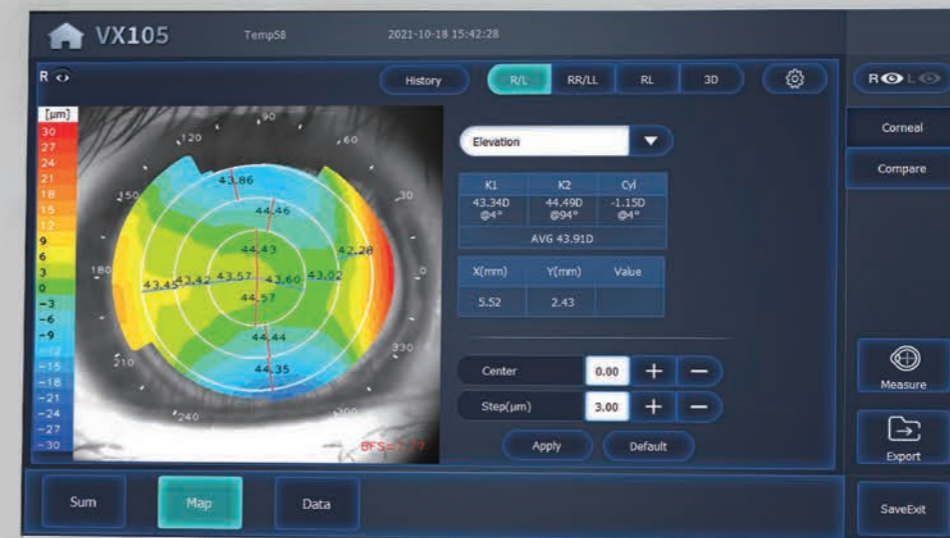 VX105 Temp58 2021-10-18 15:42:28
R History R/L RR/LL RL 3D R L
[µm]
30
27
24
21
18
15
12
9
6
3
0
-3
-6
-9
-12
-15
-18
-21
-24
-27
-30
90
120
60
150
30
180
0
210
330
240
300
43.86
44.46
44.43
42.28
43.45 43.42 43.57 43.60 43.02
44.57
44.44
44.35
Elevation
K1 K2 Cyl
43.34D 44.49D -1.15D
@4° @94° @4°
AVG 43.91D
X(mm) Y(mm) Value
5.52 2.43
Center 0.00 + −
Step(µm) 3.00 + −
Apply Default
Corneal
Compare
Measure
Export
SaveExit
Sum Map Data